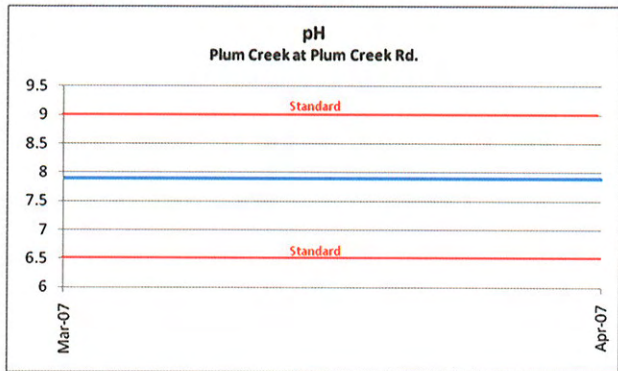 pH
Plum Creek at Plum Creek Rd.
9.5
9
Standard
8.5
8
7.5
7
6.5
Standard
6
Mar-07
Apr-07